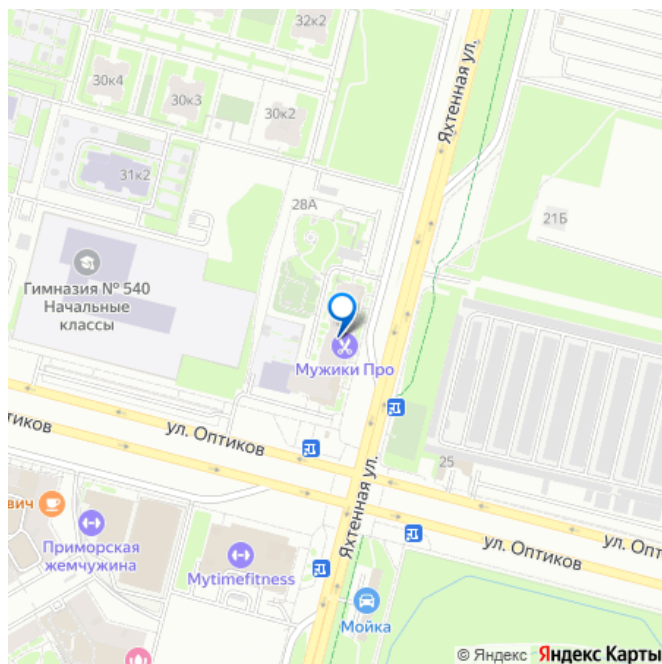 32к2
30к4
30к3
30к2
Яхтенная ул.
31к2
28А
21Б
Гимназия № 540
Начальные
классы
Мужики Про
ул. Оптиков
тиков
25
Яхтенная ул.
ул. Оптиков
ул. Опт
вич
Приморская
жемчужина
Mytimefitness
Мойка
© Яндекс Яндекс Карты